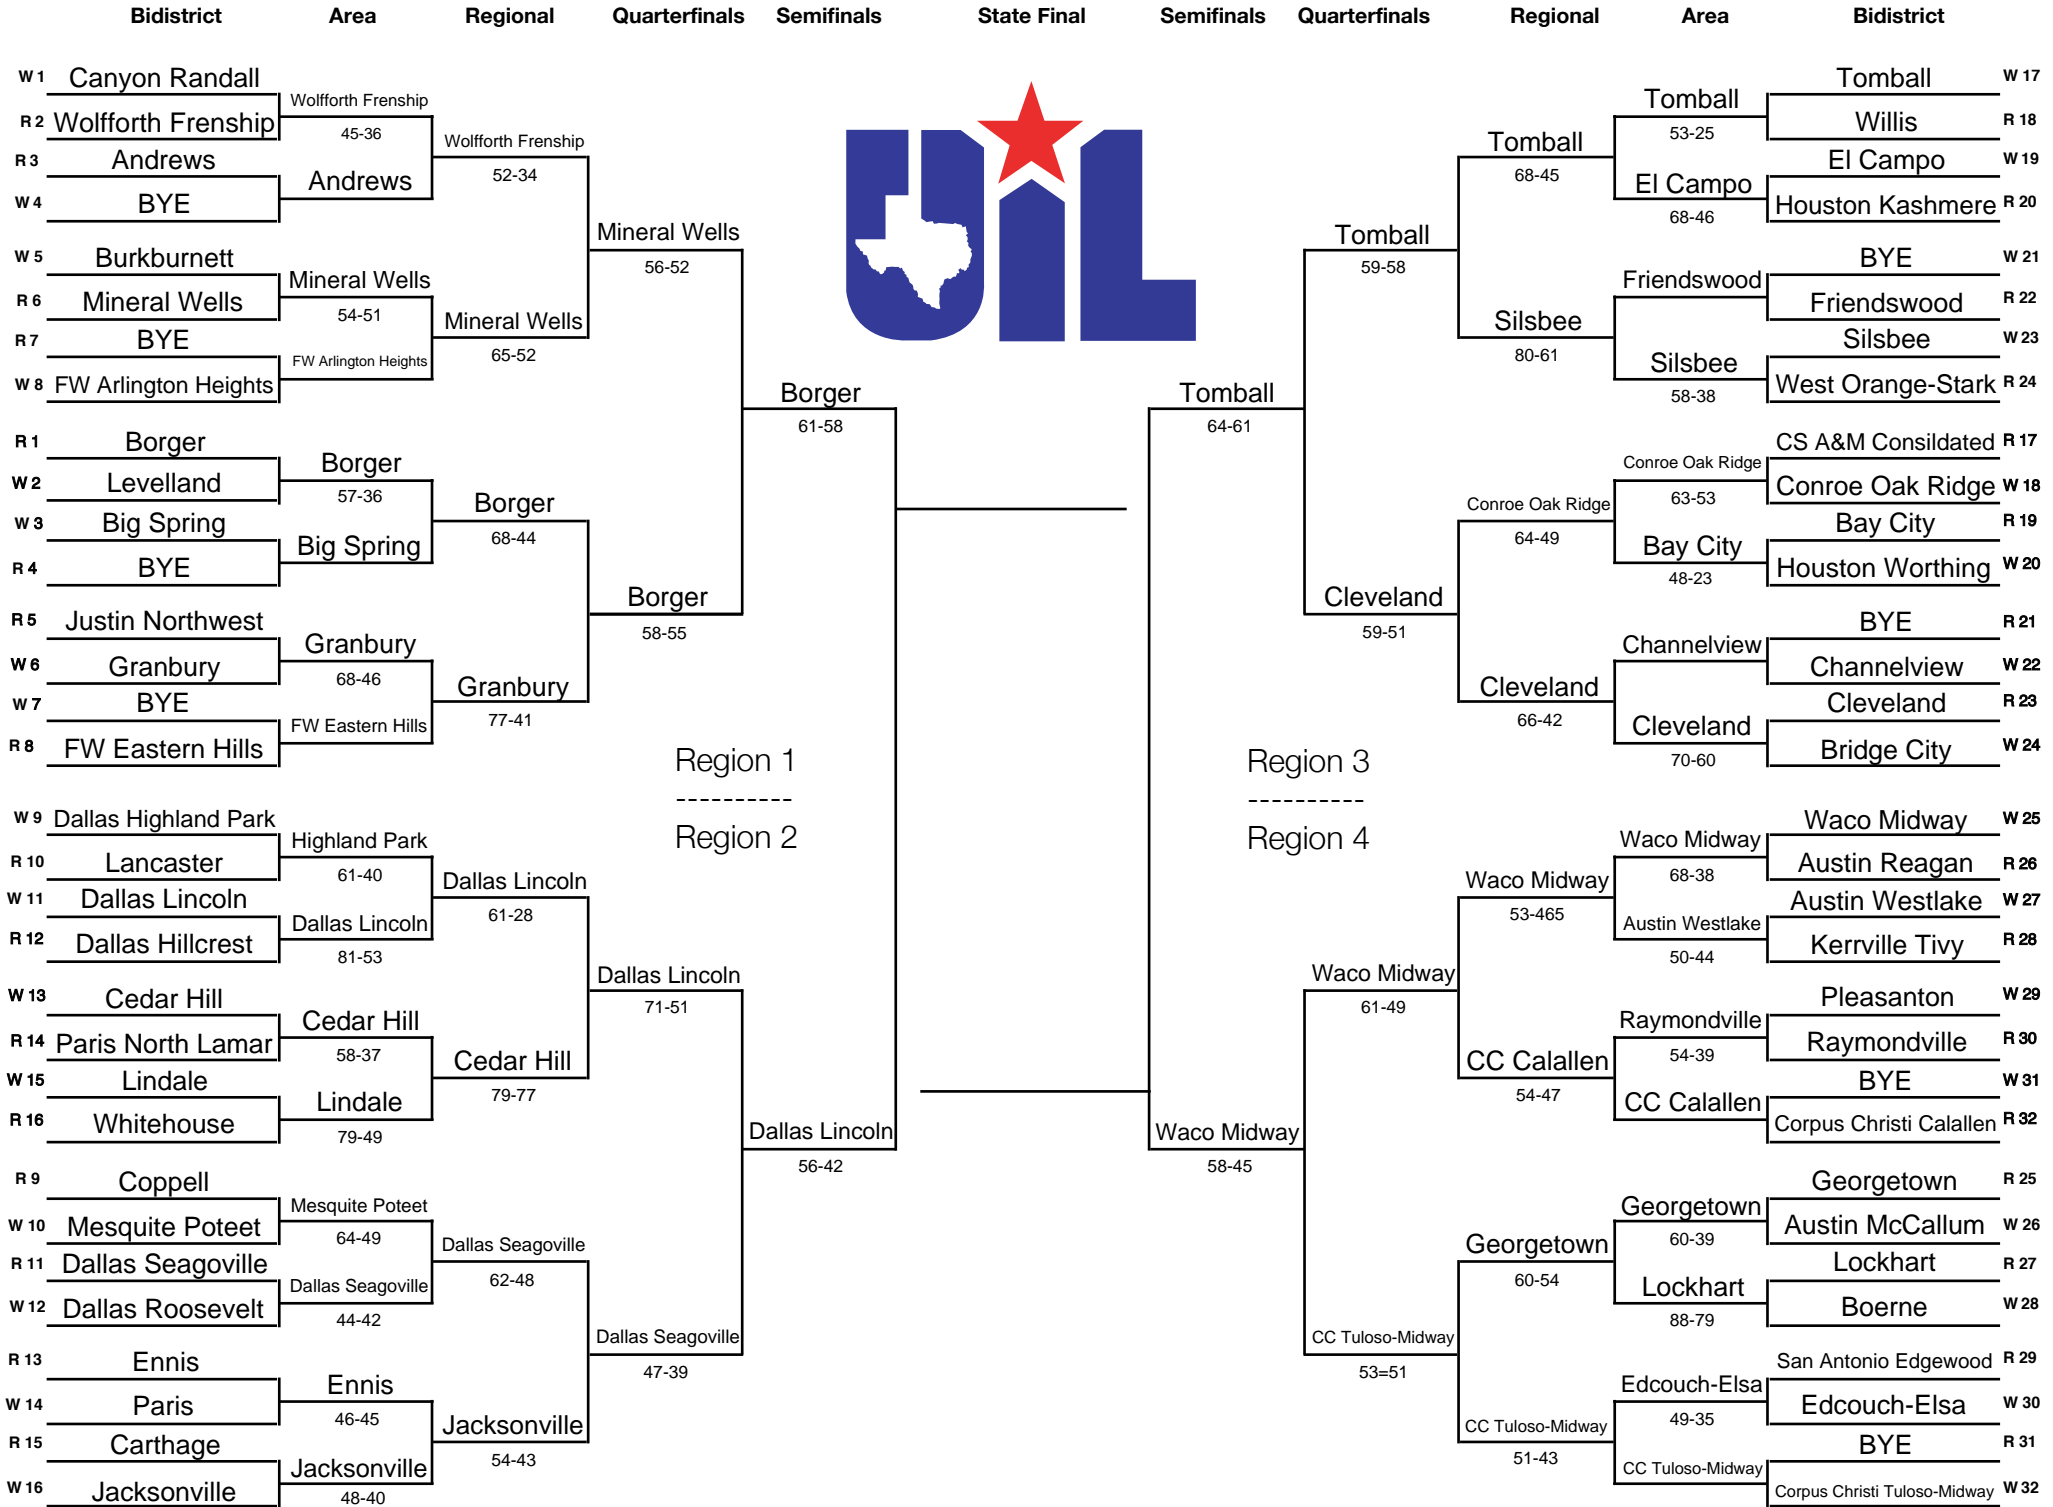 Bidistrict Area Regional Quarterfinals Semifinals State Final Semifinals Quarterfinals Regional Area Bidistrict
W 1 Canyon Randall
Wolfforth Frenship
R 2 Wolfforth Frenship
45-36
Wolfforth Frenship
R 3 Andrews
52-34
Andrews
W 4 BYE
Mineral Wells
W 5 Burkburnett
56-52
Mineral Wells
R 6 Mineral Wells
54-51
Mineral Wells
R 7 BYE
65-52
FW Arlington Heights
W 8 FW Arlington Heights
Borger
61-58
R 1 Borger
Borger
W 2 Levelland
57-36
Borger
W 3 Big Spring
68-44
Big Spring
R 4 BYE
Borger
R 5 Justin Northwest
58-55
Granbury
W 6 Granbury
68-46
Granbury
W 7 BYE
77-41
FW Eastern Hills
R 8 FW Eastern Hills
Region 1
----------
Region 2
W 9 Dallas Highland Park
Highland Park
R 10 Lancaster
61-40
Dallas Lincoln
W 11 Dallas Lincoln
61-28
Dallas Lincoln
R 12 Dallas Hillcrest
81-53
Dallas Lincoln
71-51
W 13 Cedar Hill
Cedar Hill
R 14 Paris North Lamar
58-37
Cedar Hill
W 15 Lindale
79-77
Lindale
R 16 Whitehouse
79-49
Dallas Lincoln
56-42
R 9 Coppell
Mesquite Poteet
W 10 Mesquite Poteet
64-49
Dallas Seagoville
R 11 Dallas Seagoville
62-48
Dallas Seagoville
W 12 Dallas Roosevelt
44-42
Dallas Seagoville
47-39
R 13 Ennis
Ennis
W 14 Paris
46-45
Jacksonville
R 15 Carthage
54-43
Jacksonville
W 16 Jacksonville
48-40
UIL
Tomball W 17
Tomball
53-25
Willis R 18
Tomball
68-45
El Campo W 19
El Campo
68-46
Houston Kashmere R 20
Tomball
59-58
BYE W 21
Friendswood
Friendswood R 22
Silsbee
80-61
Silsbee W 23
Silsbee
58-38
West Orange-Stark R 24
Tomball
64-61
CS A&M Consildated R 17
Conroe Oak Ridge
63-53
Conroe Oak Ridge W 18
Conroe Oak Ridge
64-49
Bay City R 19
Bay City
48-23
Houston Worthing W 20
Cleveland
59-51
BYE R 21
Channelview
Channelview W 22
Cleveland
66-42
Cleveland R 23
Cleveland
70-60
Bridge City W 24
Region 3
----------
Region 4
Waco Midway W 25
Waco Midway
68-38
Austin Reagan R 26
Waco Midway
53-465
Austin Westlake W 27
Austin Westlake
50-44
Kerrville Tivy R 28
Waco Midway
61-49
Pleasanton W 29
Raymondville
54-39
Raymondville R 30
CC Calallen
54-47
BYE W 31
CC Calallen
Corpus Christi Calallen R 32
Waco Midway
58-45
Georgetown R 25
Georgetown
60-39
Austin McCallum W 26
Georgetown
60-54
Lockhart R 27
Lockhart
88-79
Boerne W 28
CC Tuloso-Midway
53=51
San Antonio Edgewood R 29
Edcouch-Elsa
49-35
Edcouch-Elsa W 30
CC Tuloso-Midway
51-43
BYE R 31
CC Tuloso-Midway
Corpus Christi Tuloso-Midway W 32